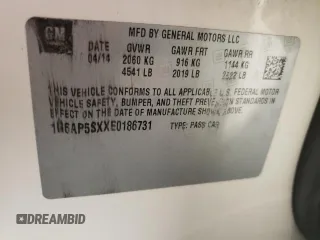 GM
MFD BY GENERAL MOTORS LLC
04/14 GVWR GAWR FRT GAWR RR
2060 KG 916 KG 1144 KG
4541 LB 2019 LB 2522 LB
THIS VEHICLE CONFORMS TO ALL APPLICABLE U.S. FEDERAL MOTOR
VEHICLE SAFETY, BUMPER, AND THEFT PREVENTION STANDARDS IN
EFFECT ON THE DATE OF MANUFACTURE SHOWN ABOVE.
1G6AP5SXXE0186731 TYPE: PASS CAR
DREAMBID